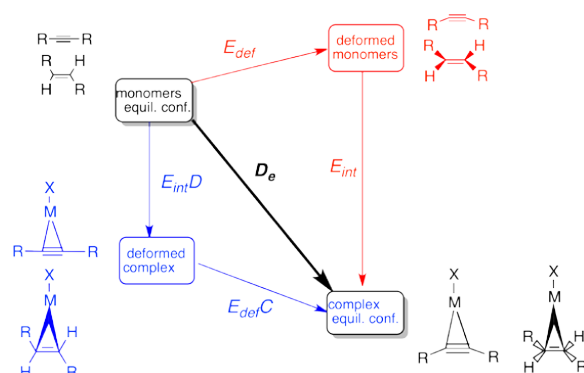 R R
R H
H R
E_def
deformed
monomers
R R
R H
H R
monomers
equil. conf.
E_intD
D_e
E_int
X
M
R R
deformed
complex
E_defC
complex
equil. conf.
X
M
R H
H R
X
M
R R
X
M
R H
H R